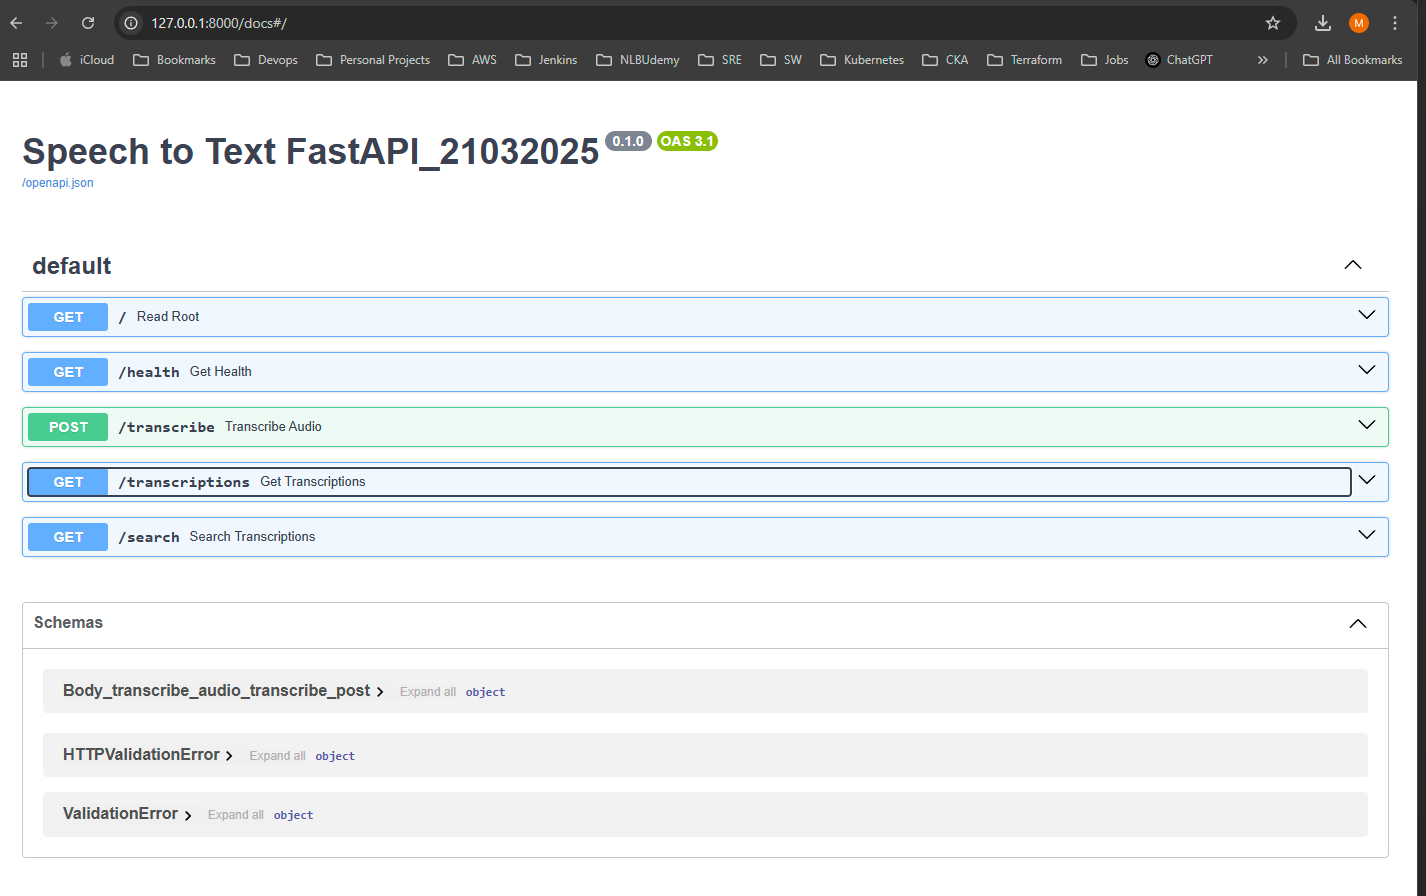 127.0.0.1:8000/docs#/
M
iCloud Bookmarks Devops Personal Projects AWS Jenkins NLBUdemy SRE SW Kubernetes CKA Terraform Jobs ChatGPT » All Bookmarks
Speech to Text FastAPI_21032025 0.1.0 OAS 3.1
/openapi.json
default
GET / Read Root
GET /health Get Health
POST /transcribe Transcribe Audio
GET /transcriptions Get Transcriptions
GET /search Search Transcriptions
Schemas
Body_transcribe_audio_transcribe_post Expand all object
HTTPValidationError Expand all object
ValidationError Expand all object